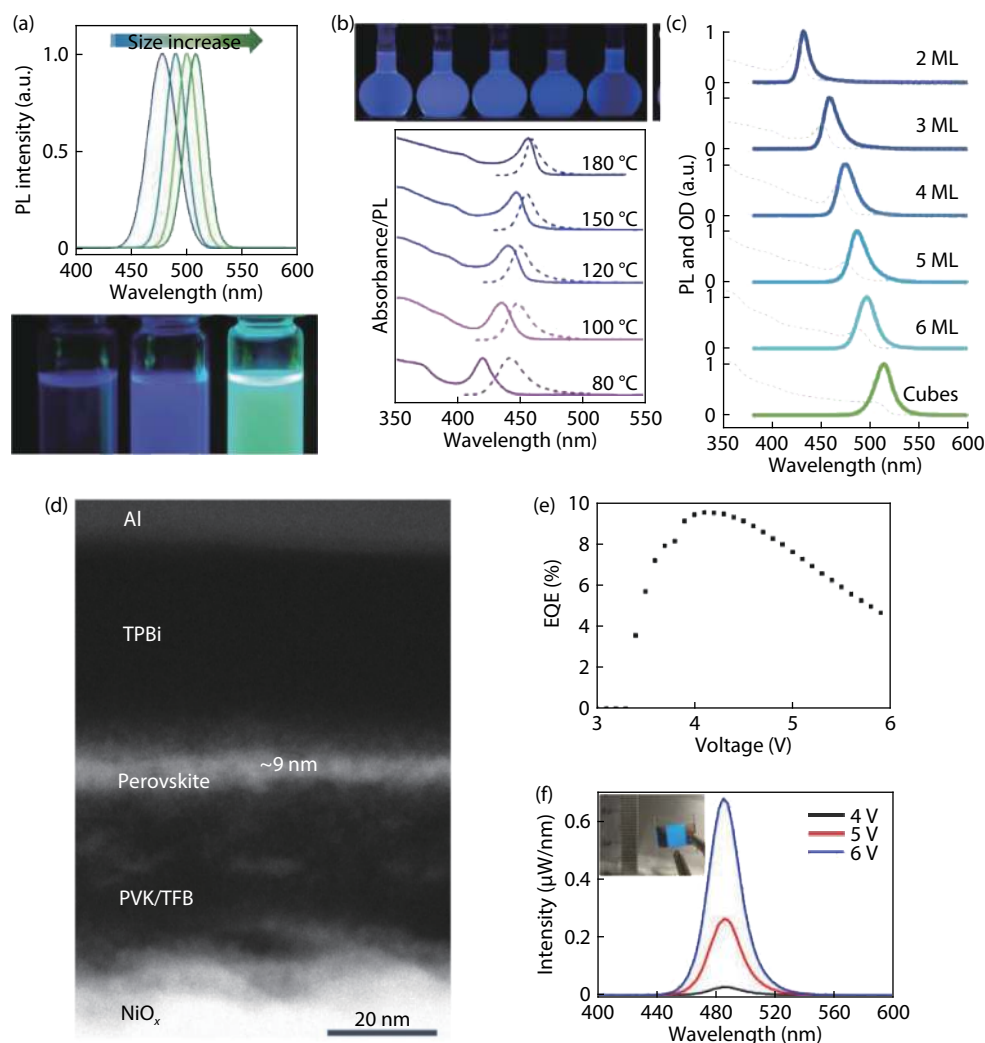 (a)
Size increase
1.0
0.5
0
PL intensity (a.u.)
400 450 500 550 600
Wavelength (nm)
(b)
180 °C
150 °C
120 °C
100 °C
80 °C
Absorbance/PL
350 400 450 500 550
Wavelength (nm)
(c)
1
0
2 ML
1
0
3 ML
1
0
4 ML
1
0
5 ML
1
0
6 ML
1
0
Cubes
PL and OD (a.u.)
350 400 450 500 550 600
Wavelength (nm)
(d)
Al
TPBi
~9 nm
Perovskite
PVK/TFB
NiOx
20 nm
(e)
10
8
6
4
2
0
EQE (%)
3 4 5 6
Voltage (V)
(f)
4 V
5 V
6 V
0.6
0.4
0.2
0
Intensity (μW/nm)
400 440 480 520 560 600
Wavelength (nm)